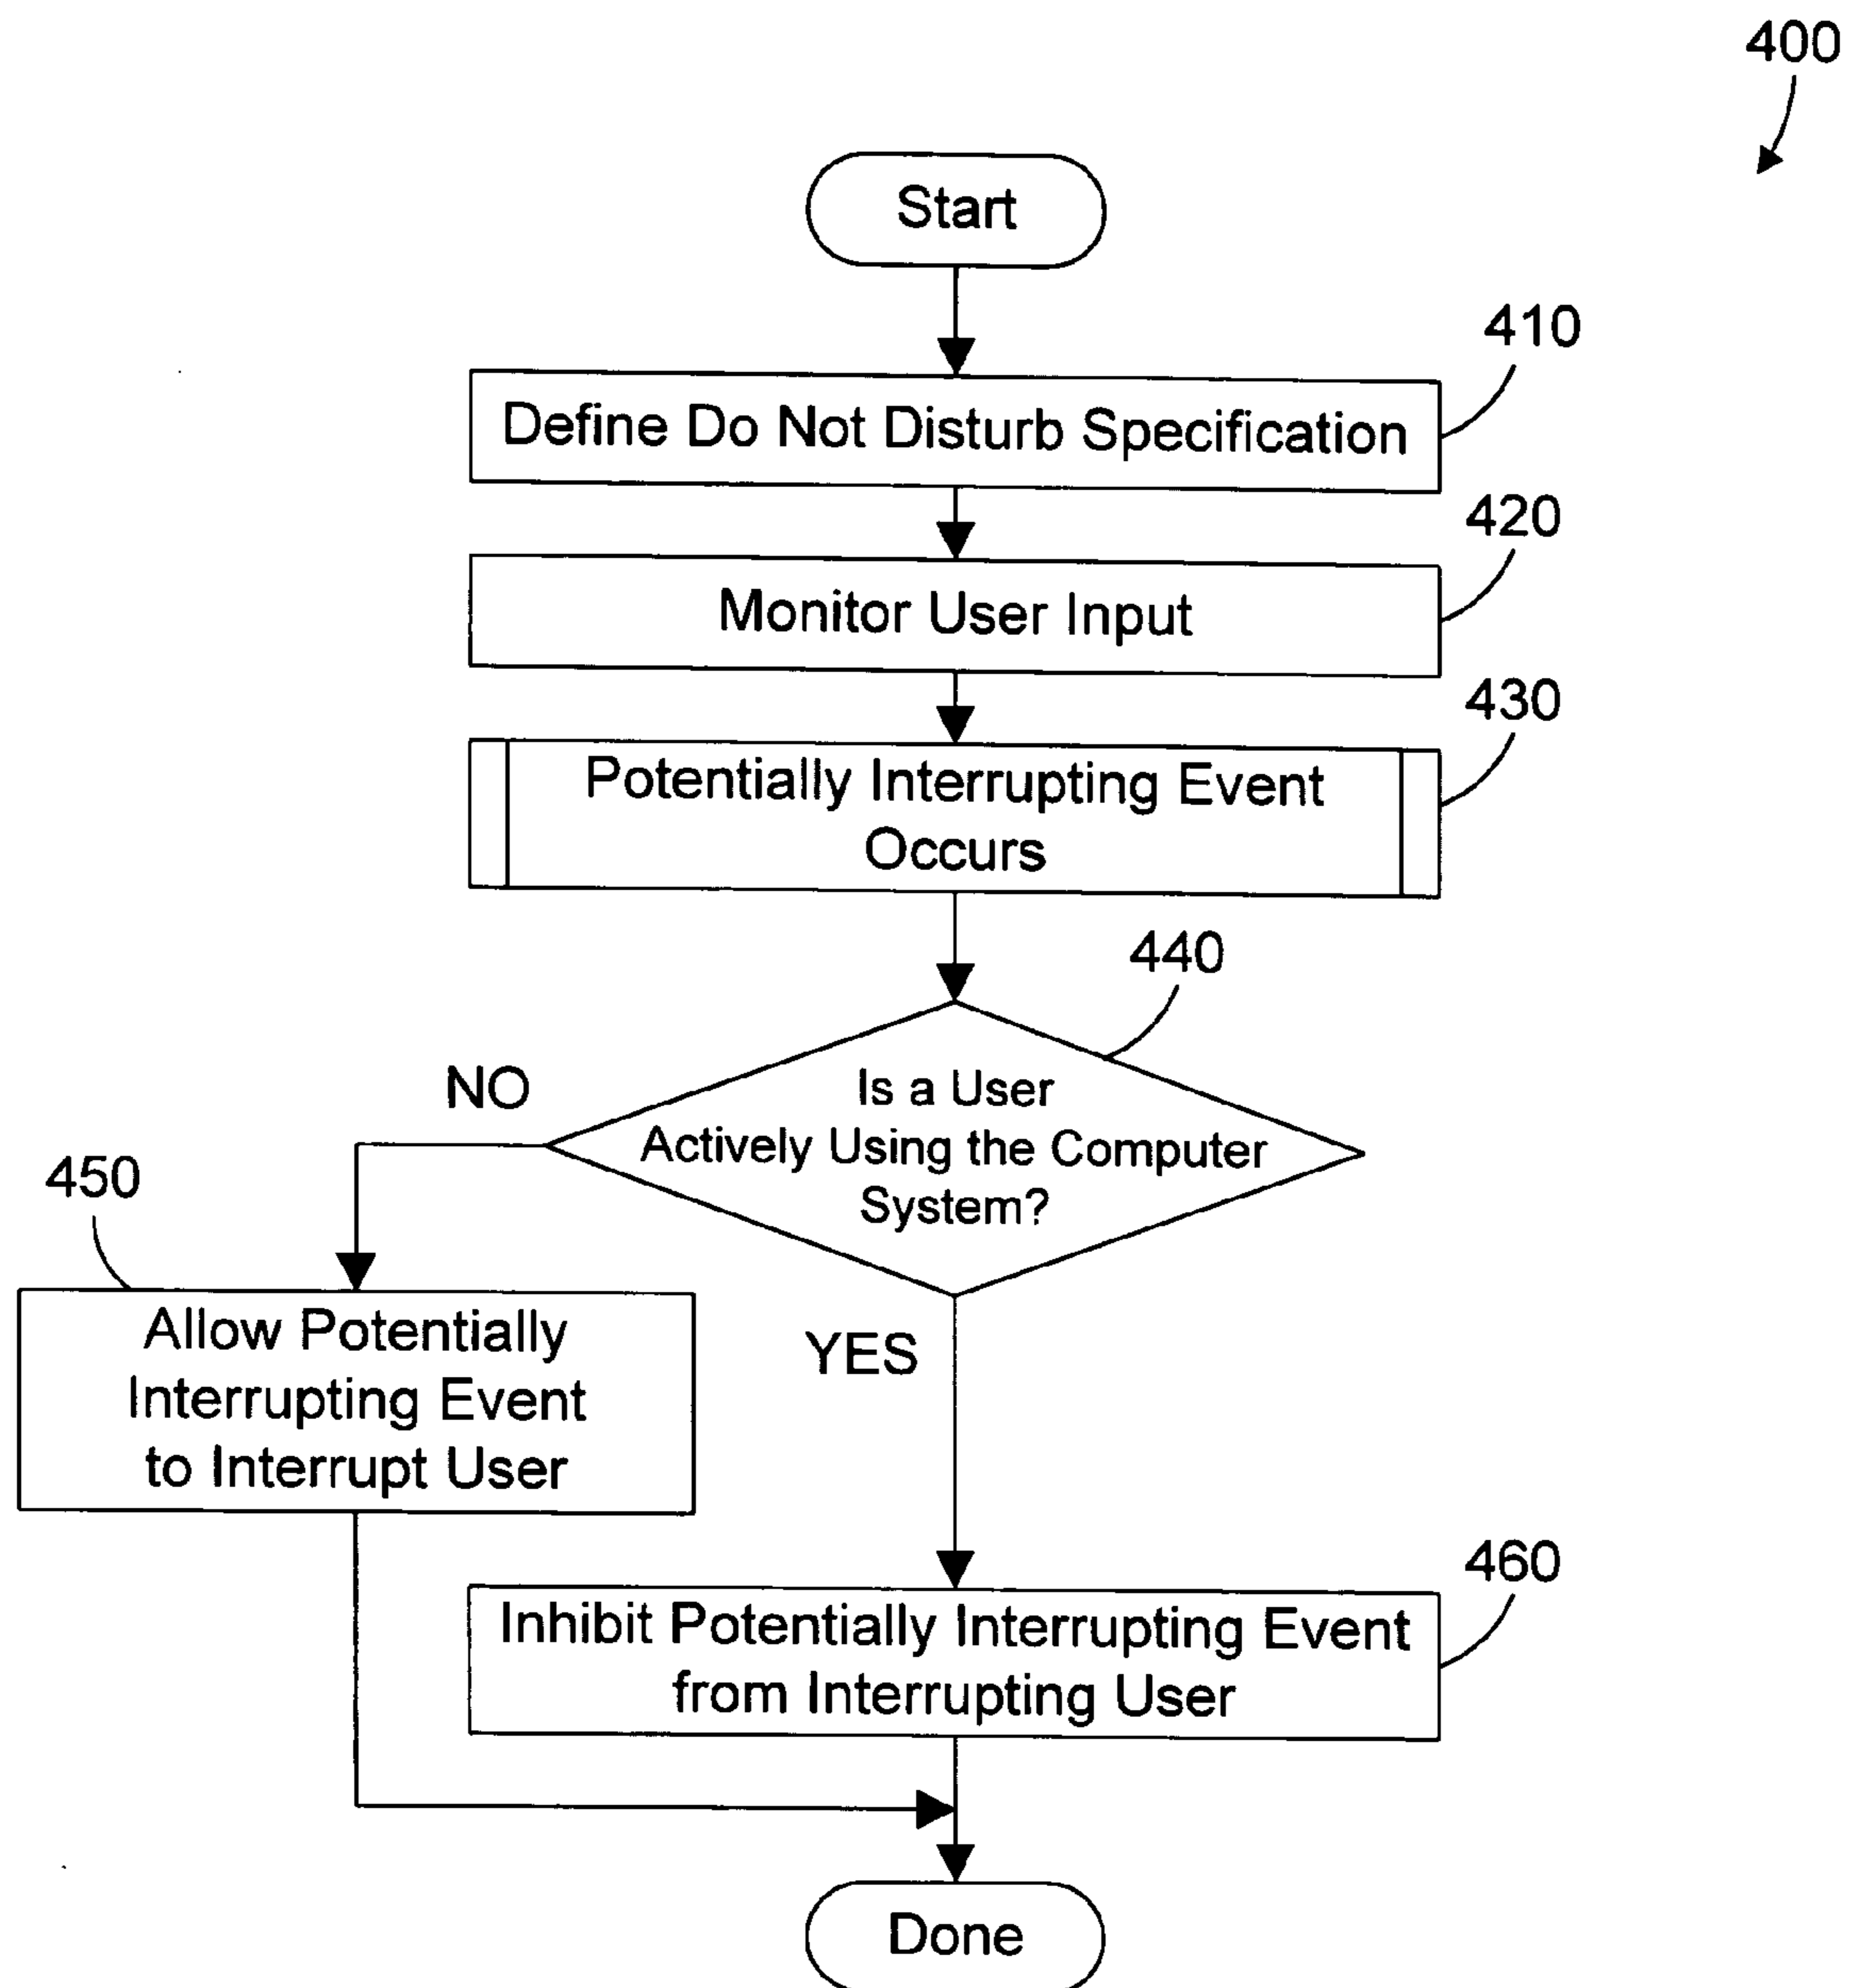 400
Start
410
Define Do Not Disturb Specification
420
Monitor User Input
430
Potentially Interrupting Event
Occurs
440
NO
Is a User
Actively Using the Computer
System?
450
Allow Potentially
Interrupting Event
to Interrupt User
YES
460
Inhibit Potentially Interrupting Event
from Interrupting User
Done